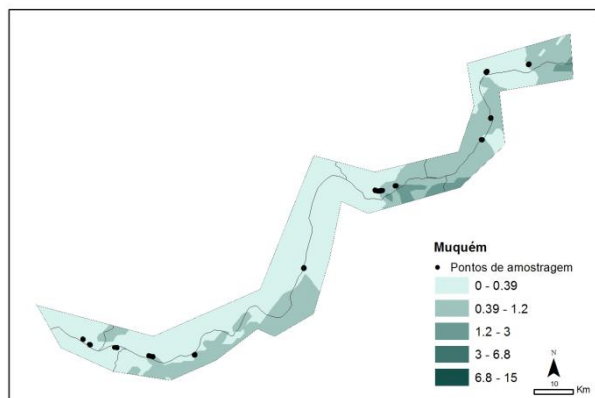 Muquém
Pontos de amostragem
0 - 0.39
0.39 - 1.2
1.2 - 3
3 - 6.8
6.8 - 15
N
10
Km